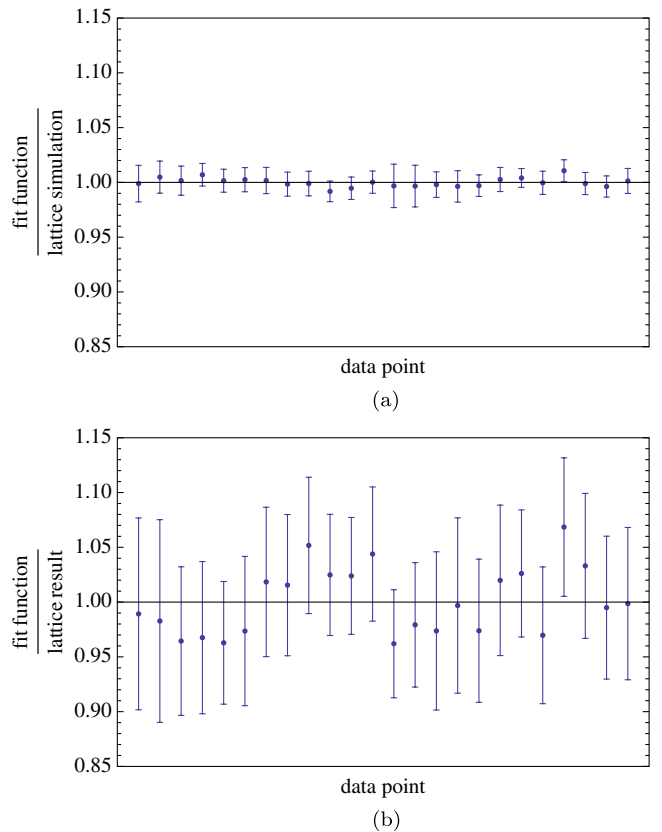 1.15
1.10
1.05
1.00
0.95
0.90
0.85
fit function
lattice simulation
data point
(a)
1.15
1.10
1.05
1.00
0.95
0.90
0.85
fit function
lattice result
data point
(b)